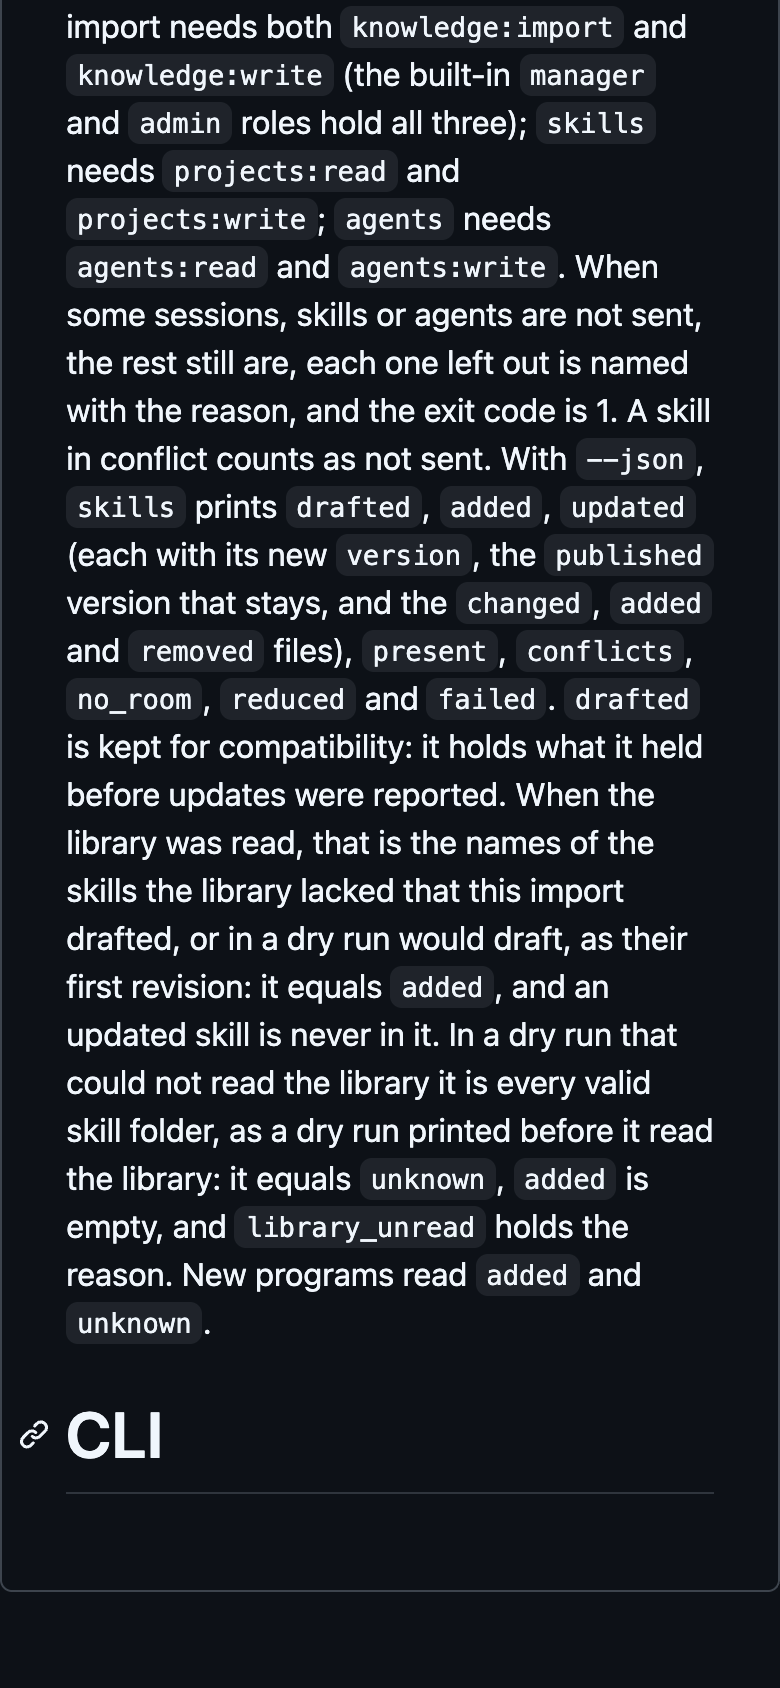 import needs both knowledge:import and
knowledge:write (the built-in manager
and admin roles hold all three); skills
needs projects:read and
projects:write; agents needs
agents:read and agents:write. When
some sessions, skills or agents are not sent,
the rest still are, each one left out is named
with the reason, and the exit code is 1. A skill
in conflict counts as not sent. With --json,
skills prints drafted, added, updated
(each with its new version, the published
version that stays, and the changed, added
and removed files), present, conflicts,
no_room, reduced and failed. drafted
is kept for compatibility: it holds what it held
before updates were reported. When the
library was read, that is the names of the
skills the library lacked that this import
drafted, or in a dry run would draft, as their
first revision: it equals added, and an
updated skill is never in it. In a dry run that
could not read the library it is every valid
skill folder, as a dry run printed before it read
the library: it equals unknown, added is
empty, and library_unread holds the
reason. New programs read added and
unknown.
CLI